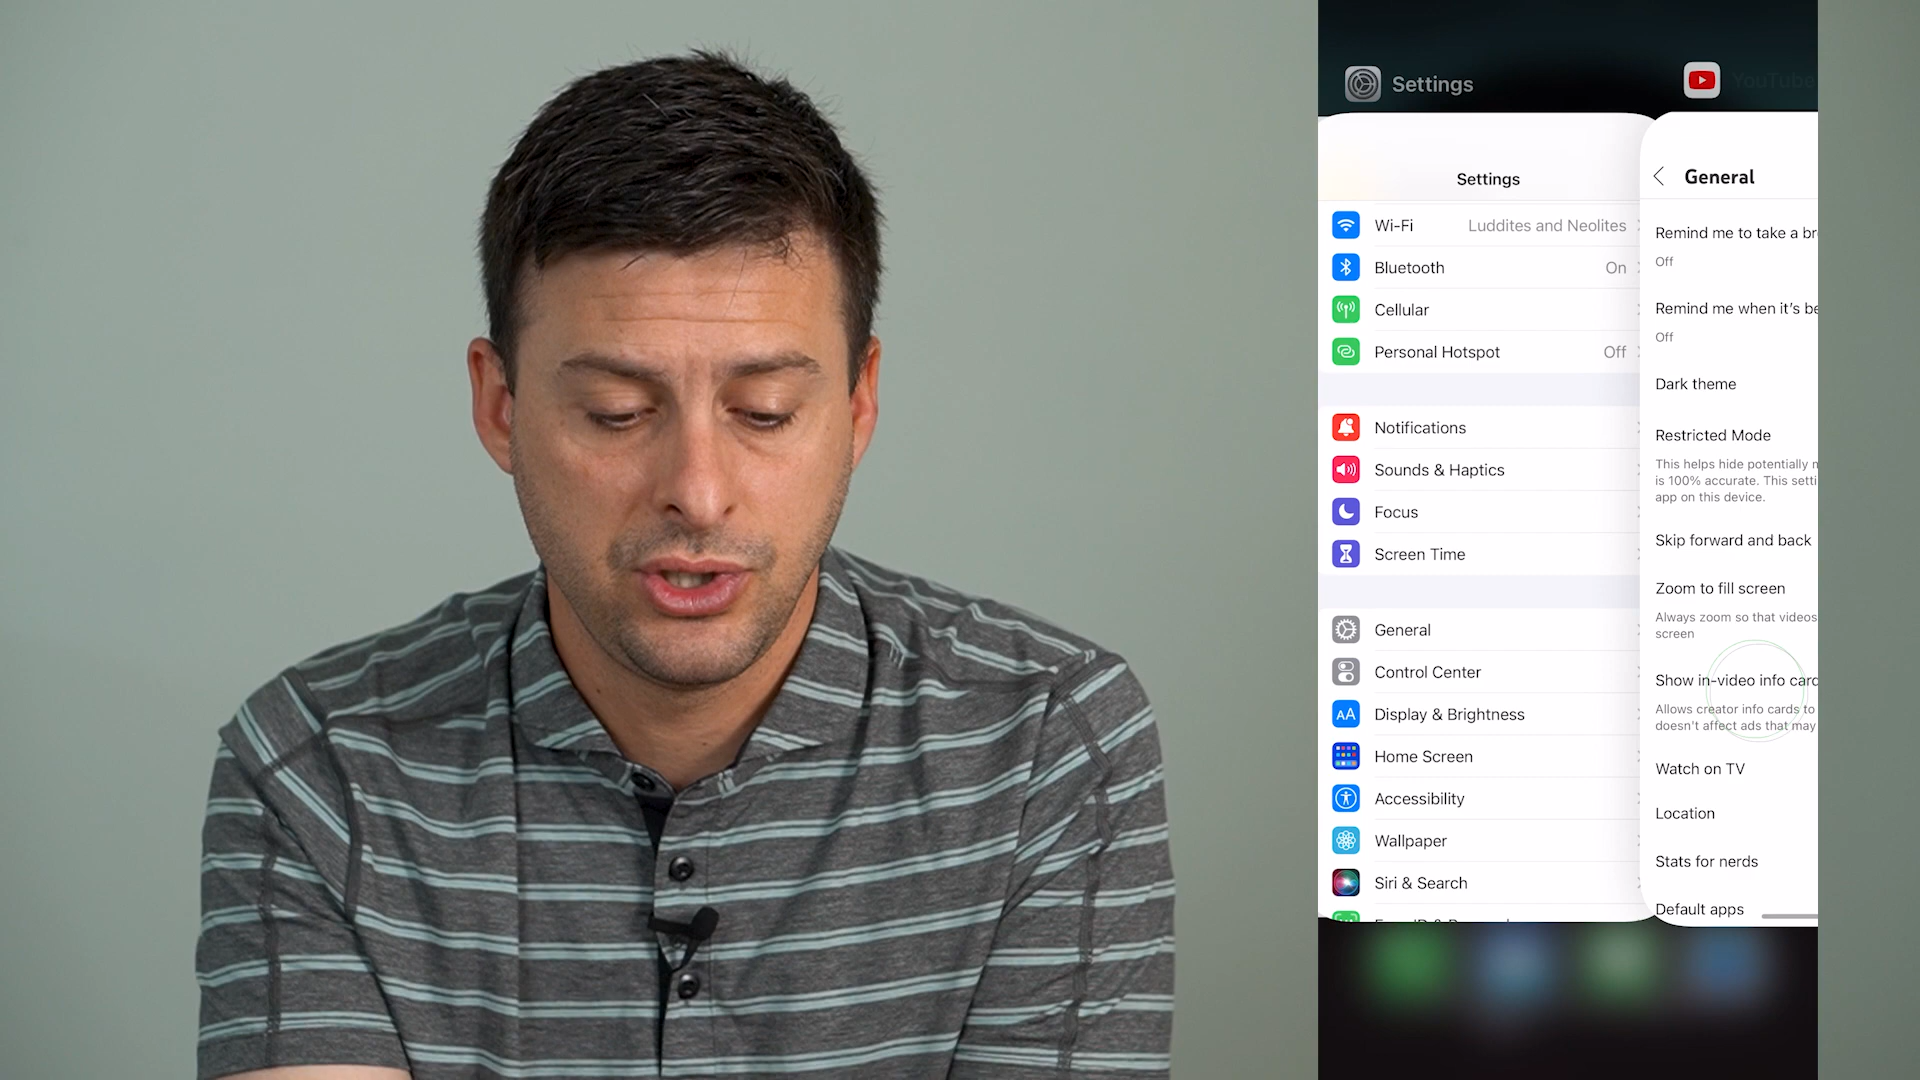 Settings
Settings
Wi-Fi Luddites and Neolites
Bluetooth On
Cellular
Personal Hotspot Off
Notifications
Sounds & Haptics
Focus
Screen Time
General
Control Center
AA Display & Brightness
Home Screen
Accessibility
Wallpaper
Siri & Search
YouTube
General
Remind me to take a
Off
Remind me when it's
Off
Dark theme
Restricted Mode
This helps hide potentially
is 100% accurate. This
app on this device.
Skip forward and back
Zoom to fill screen
Always zoom so that videos
screen
Show in-video info
Allows creator info cards to
doesn't affect ads that may
Watch on TV
Location
Stats for nerds
Default apps